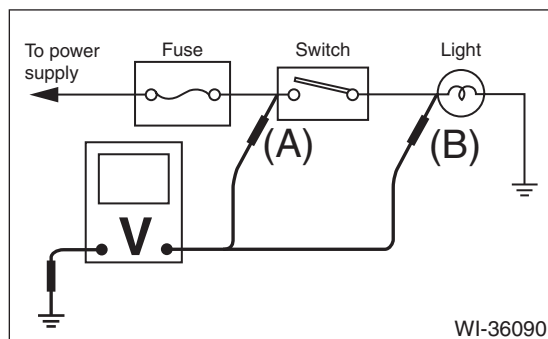 To power
supply
Fuse
Switch
Light
(A)
(B)
V
WI-36090